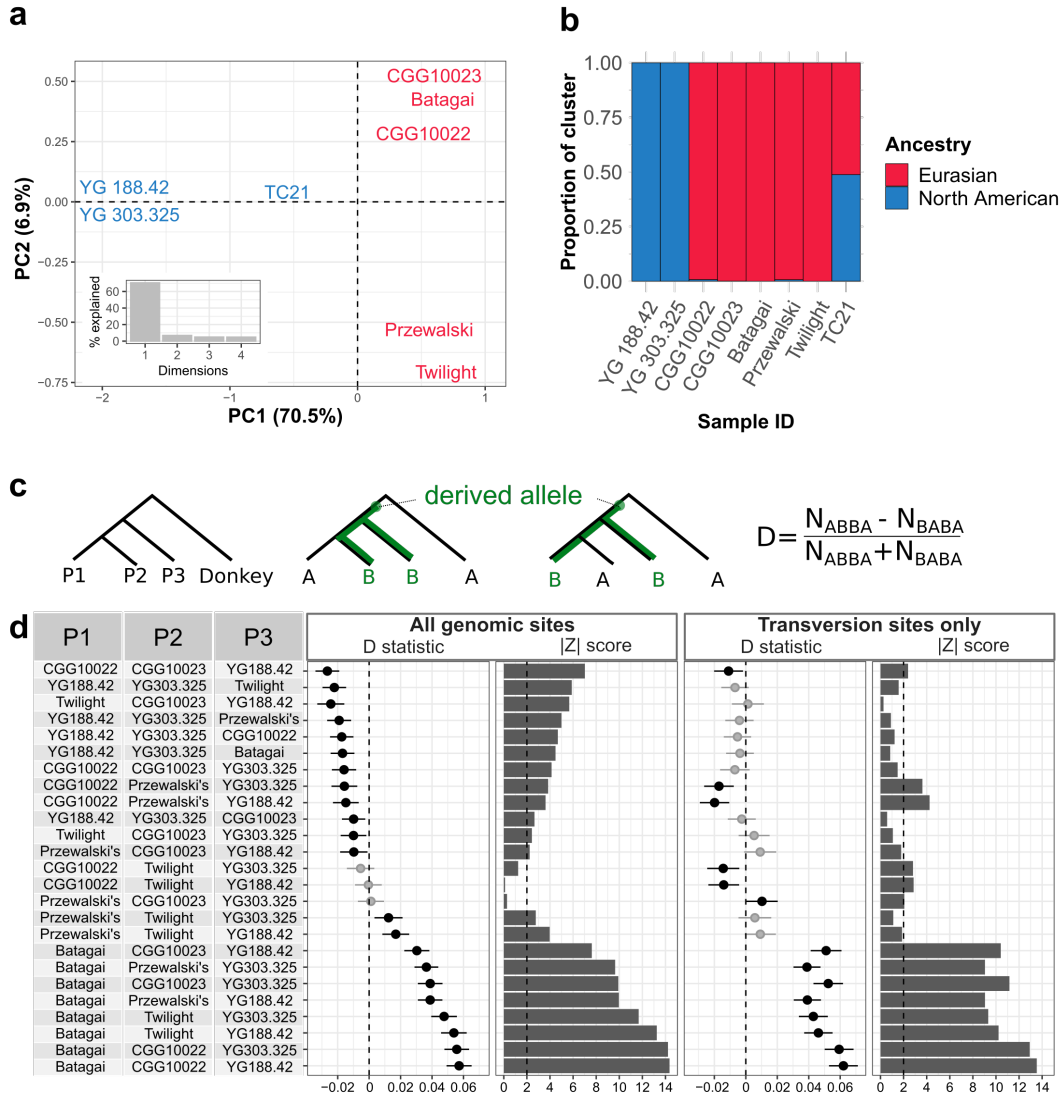 a
0.50
0.25
0.00
−0.25
−0.50
−0.75
PC2 (6.9%)
CGG10023
Batagai
CGG10022
YG 188.42
TC21
YG 303.325
Przewalski
Twilight
% explained
60
40
20
0
1 2 3 4
Dimensions
−2 −1 0 1
PC1 (70.5%)
b
Proportion of cluster
1.00
0.75
0.50
0.25
0.00
YG 188.42
YG 303.325
CGG10022
CGG10023
Batagai
Przewalski
Twilight
TC21
Sample ID
Ancestry
Eurasian
North American
c
P1 P2 P3 Donkey
derived allele
A B B A
B A B A
D= N_ABBA - N_BABA
N_ABBA+N_BABA
d
P1 P2 P3
All genomic sites
D statistic |Z| score
Transversion sites only
D statistic |Z| score
CGG10022 CGG10023 YG188.42
YG188.42 YG303.325 Twilight
Twilight CGG10023 YG188.42
YG188.42 YG303.325 Przewalski's
YG188.42 YG303.325 CGG10022
YG188.42 YG303.325 Batagai
CGG10022 CGG10023 YG303.325
CGG10022 Przewalski's YG303.325
CGG10022 Przewalski's YG188.42
YG188.42 YG303.325 CGG10023
Twilight CGG10023 YG303.325
Przewalski's CGG10023 YG188.42
CGG10022 Twilight YG303.325
CGG10022 Twilight YG188.42
Przewalski's CGG10023 YG303.325
Przewalski's Twilight YG303.325
Przewalski's Twilight YG188.42
Batagai CGG10023 YG188.42
Batagai Przewalski's YG303.325
Batagai CGG10023 YG303.325
Batagai Przewalski's YG188.42
Batagai Twilight YG303.325
Batagai Twilight YG188.42
Batagai CGG10022 YG303.325
Batagai CGG10022 YG188.42
−0.02 0 0.02 0.04 0.06
0 2 4 6 8 10 12 14
−0.02 0 0.02 0.04 0.06
0 2 4 6 8 10 12 14